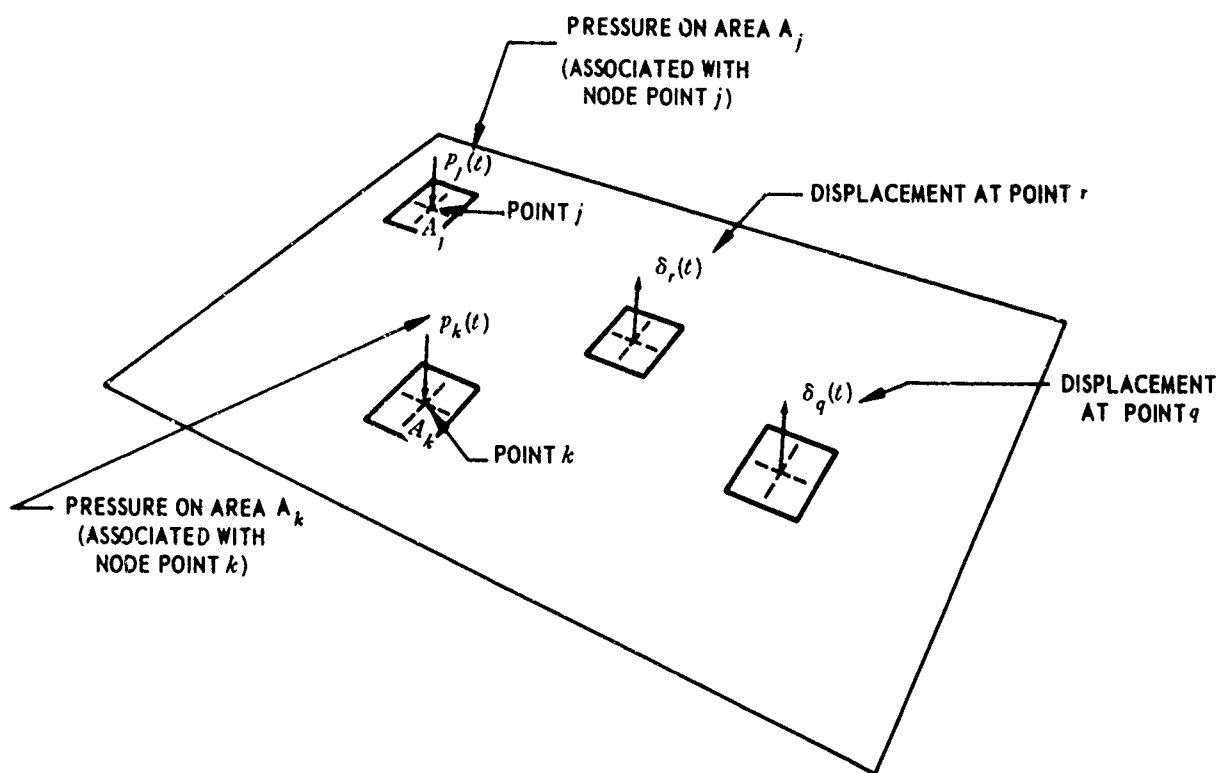 PRESSURE ON AREA A_j
(ASSOCIATED WITH
NODE POINT j)
p_j(t)
POINT j
A_j
DISPLACEMENT AT POINT r
δ_r(t)
p_k(t)
δ_q(t)
DISPLACEMENT
AT POINT q
A_k
POINT k
PRESSURE ON AREA A_k
(ASSOCIATED WITH
NODE POINT k)